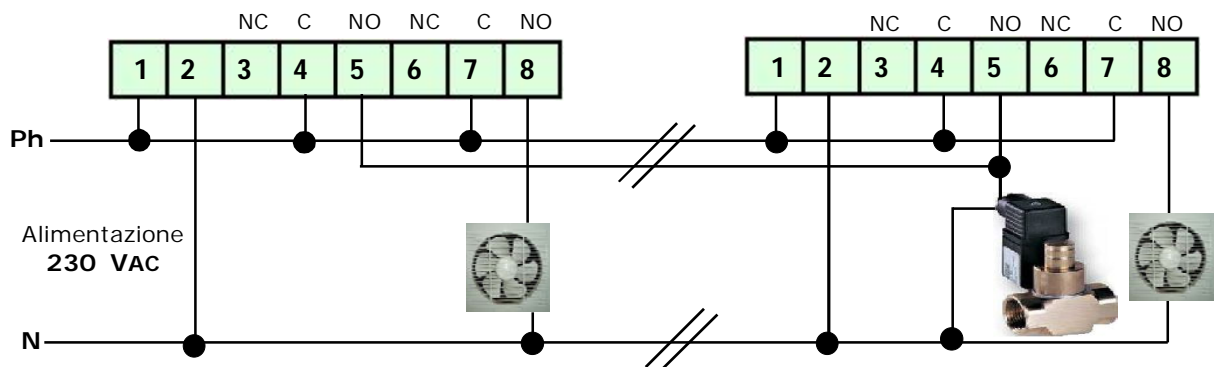 NC C NO NC C NO
NC C NO NC C NO
1 2 3 4 5 6 7 8
1 2 3 4 5 6 7 8
Ph
Alimentazione
230 VAC
N